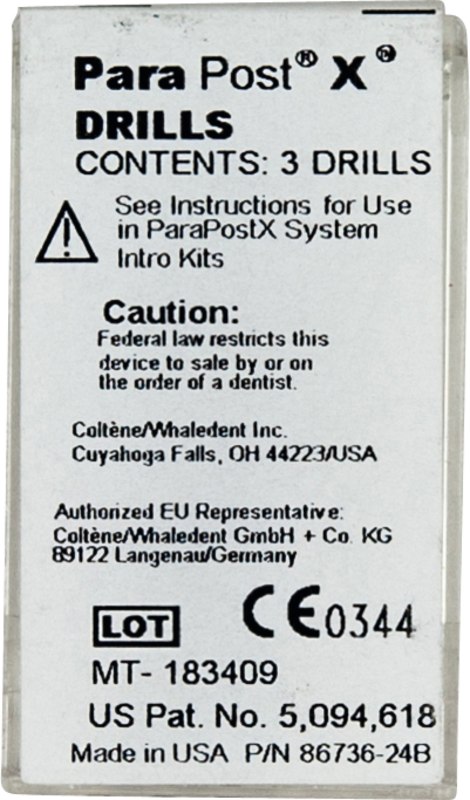 Para Post® X™®
DRILLS
CONTENTS: 3 DRILLS
See Instructions for Use
in ParaPostX System
Intro Kits
Caution:
Federal law restricts this
device to sale by or on
the order of a dentist.
Coltène/Whaledent Inc.
Cuyahoga Falls, OH 44223/USA
Authorized EU Representative:
Coltène/Whaledent GmbH + Co. KG
89122 Langenau/Germany
LOT CE0344
MT- 183409
US Pat. No. 5,094,618
Made in USA P/N 86736-24B